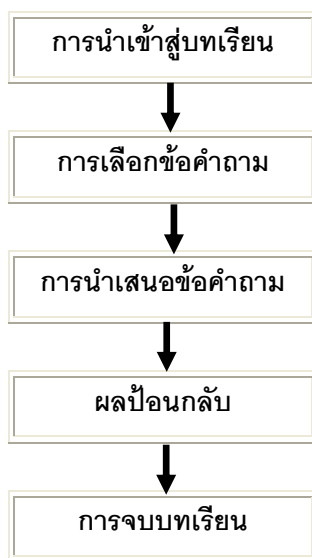 การนำเข้าสู่บทเรียน
การเลือกข้อคำถาม
การนำเสนอข้อคำถาม
ผลป้อนกลับ
การจบบทเรียน